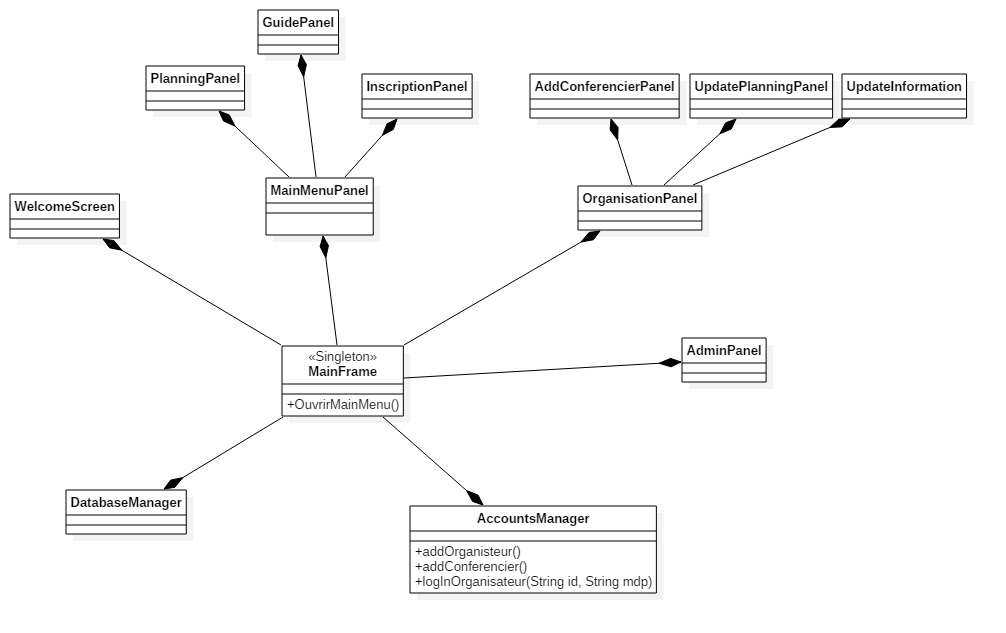 GuidePanel
PlanningPanel
InscriptionPanel
AddConferencierPanel
UpdatePlanningPanel
UpdateInformation
MainMenuPanel
OrganisationPanel
WelcomeScreen
«Singleton»
MainFrame
+OuvrirMainMenu()
AdminPanel
DatabaseManager
AccountsManager
+addOrganisteur()
+addConferencier()
+logInOrganisateur(String id, String mdp)